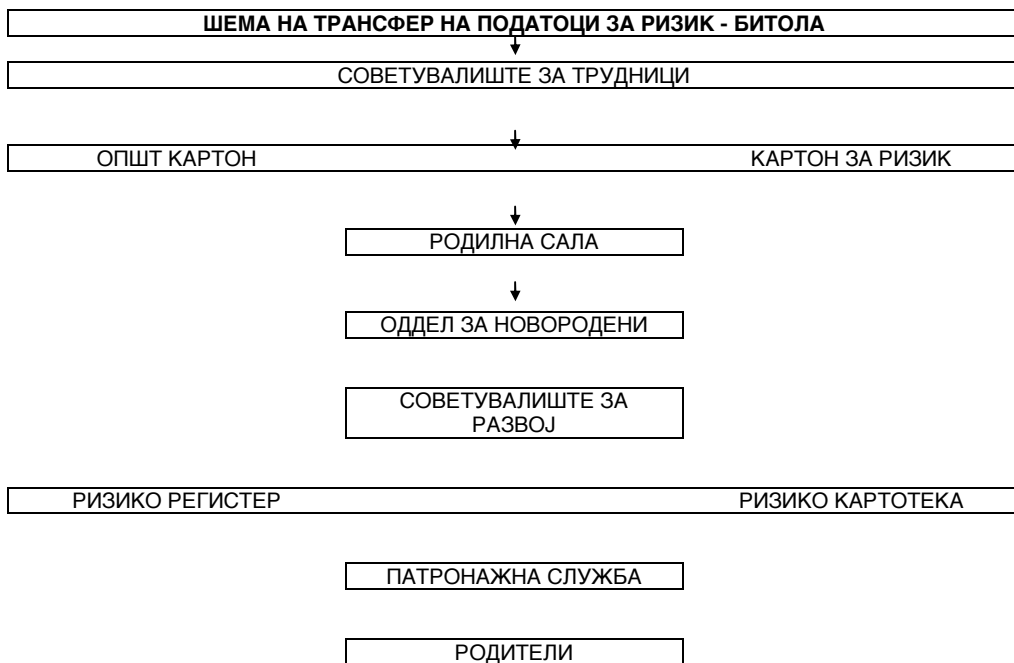 ШЕМА НА ТРАНСФЕР НА ПОДАТОЦИ ЗА РИЗИК - БИТОЛА
СОВЕТУВАЛИШТЕ ЗА ТРУДНИЦИ
ОПШТ КАРТОН КАРТОН ЗА РИЗИК
РОДИЛНА САЛА
ОДДЕЛ ЗА НОВОРОДЕНИ
СОВЕТУВАЛИШТЕ ЗА
РАЗВОЈ
РИЗИКО РЕГИСТЕР РИЗИКО КАРТОТЕКА
ПАТРОНАЖНА СЛУЖБА
РОДИТЕЛИ